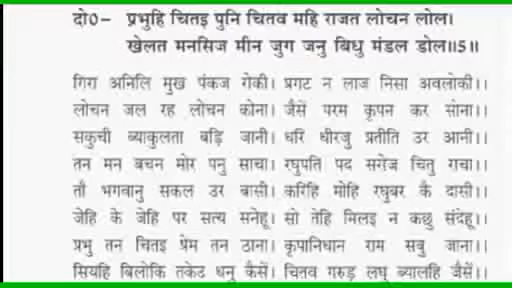 दो०– प्रभुहि चितइ पुनि चितव महि राजत लोचन लोल।
खेलत मनसिज मीन जुग जनु बिधु मंडल डोल॥5॥
गिरा अनिलि मुख पंकज रोकी। प्रगट न लाज निसा अवलोकी।।
लोचन जल रह लोचन कोना। जैसें परम कृपन कर सोना।।
सकुची ब्याकुलता बड़ि जानी। धरि धीरजु प्रतीति उर आनी।।
तन मन बचन मोर पनु साचा। रघुपति पद सरोज चितु राचा।।
तौ भगवानु सकल उर बासी। करिहि मोहि रघुबर कै दासी।।
जेहि के जेहि पर सत्य सनेहू। सो तेहि मिलइ न कछु संदेहू।।
प्रभु तन चितइ प्रेम तन ठाना। कृपानिधान राम सबु जाना।।
सियहि बिलोकि तकेउ धनु कैसें। चितव गरुड़ लघु ब्यालहि जैसें।।